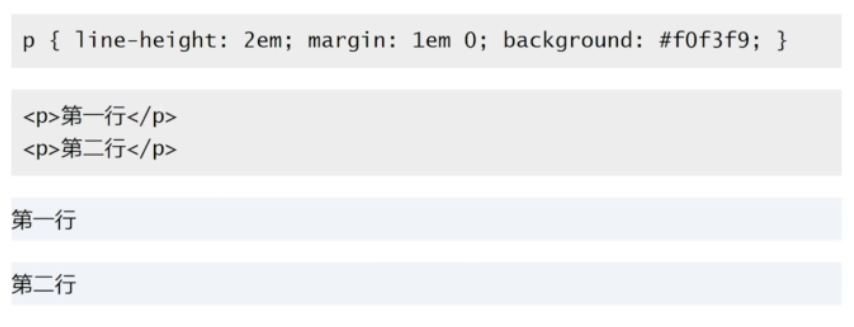 p { line-height: 2em; margin: 1em 0; background: #f0f3f9; }
<p>第一行</p>
<p>第二行</p>
第一行
第二行